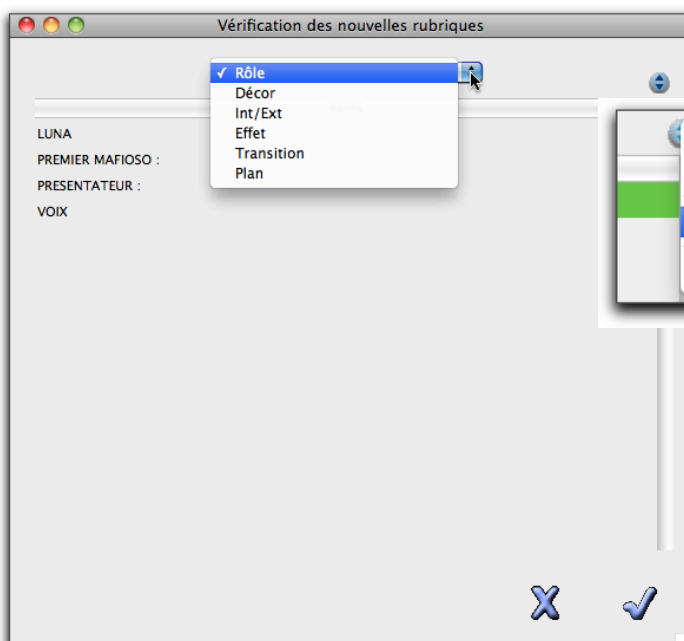 Vérification des nouvelles rubriques
✓ Rôle
Décor
Int/Ext
Effet
Transition
Plan
LUNA
PREMIER MAFIOSO :
PRESENTATEUR :
VOIX